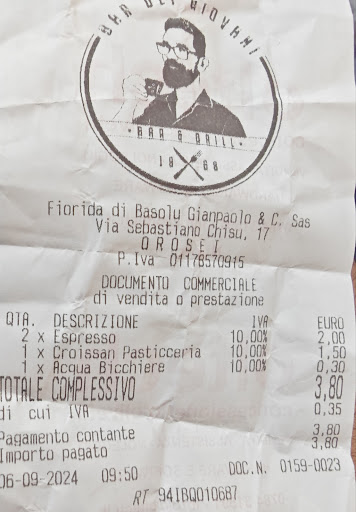 BAR DEI GIOVANI
• BAR & GRILL •
1968
Fiorida di Basolu Gianpaolo & C. Sas
Via Sebastiano Chisu, 17
OROSEI
P.Iva 01178570915
DOCUMENTO COMMERCIALE
di vendita o prestazione
QTA. DESCRIZIONE IVA EURO
2 x Espresso 10,00% 2,00
1 x Croissan Pasticceria 10,00% 1,50
1 x Acqua Bicchiere 10,00% 0,30
TOTALE COMPLESSIVO 3,80
di cui IVA 0,35
Pagamento contante 3,80
Importo pagato 3,80
06-09-2024 09:50 DOC.N. 0159-0023
RT 94IBQ010687